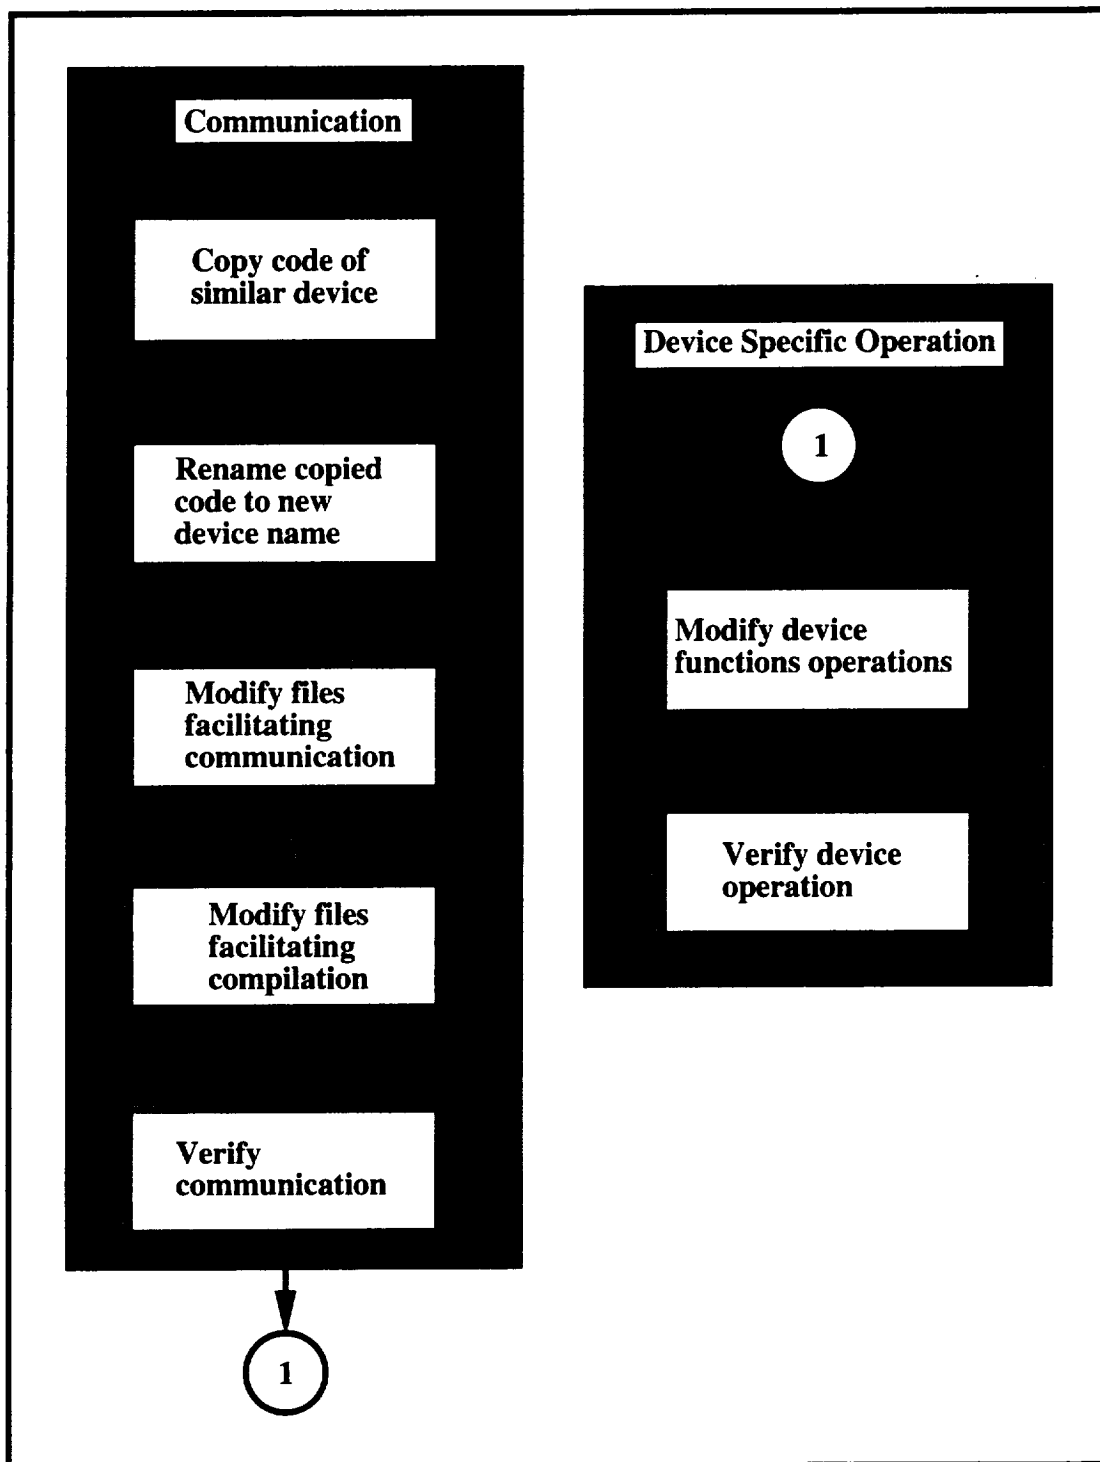 Communication
Copy code of
similar device
Rename copied
code to new
device name
Modify files
facilitating
communication
Modify files
facilitating
compilation
Verify
communication
1
Device Specific Operation
1
Modify device
functions operations
Verify device
operation